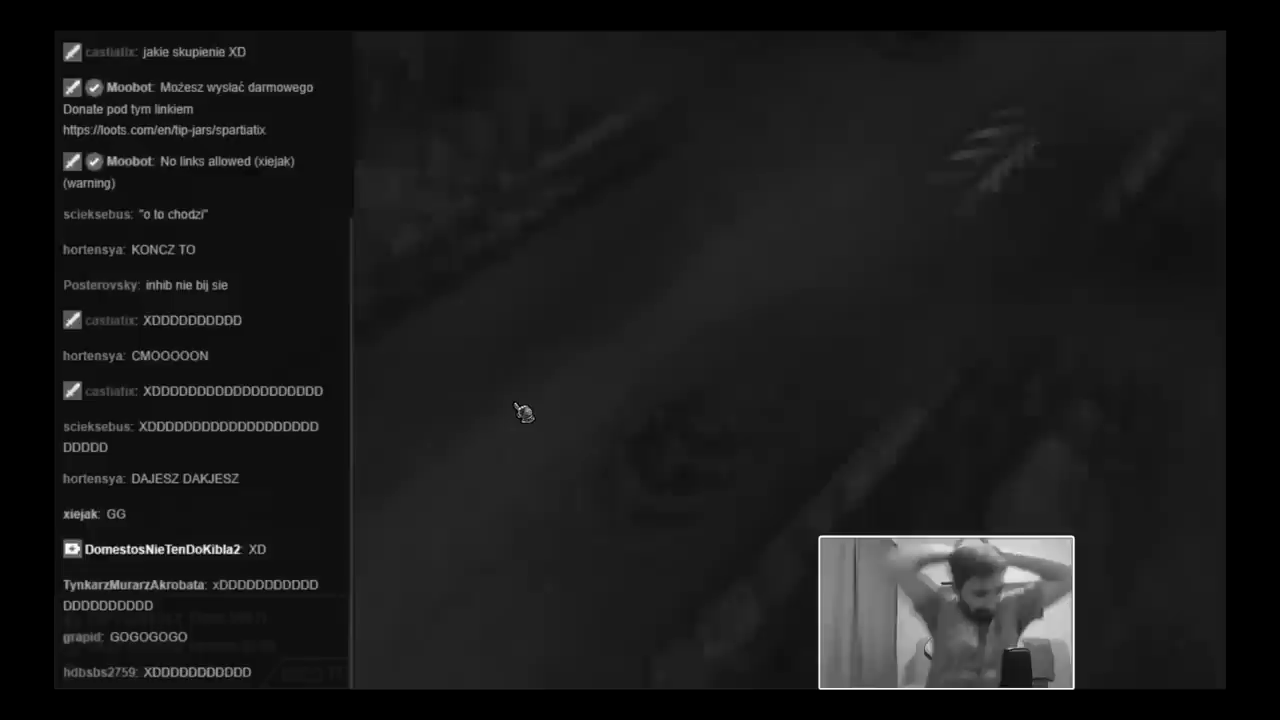 castiatix: jakie skupienie XD
Moobot: Możesz wysłać darmowego
Donate pod tym linkiem
https://loots.com/en/tip-jars/spartiatix
Moobot: No links allowed (xiejak)
(warning)
scieksebus: "o to chodzi"
hortensya: KONCZ TO
Posterovsky: inhib nie bij sie
castiatix: XDDDDDDDDDD
hortensya: CMOOOOON
castiatix: XDDDDDDDDDDDDDDDDDDD
scieksebus: XDDDDDDDDDDDDDDDDDDD
DDDDD
hortensya: DAJESZ DAKJESZ
xiejak: GG
DomestosNieTenDoKibla2: XD
TynkarzMurarzAkrobata: xDDDDDDDDDDD
DDDDDDDDDD
grapid: GOGOGOGO
hdbsbs2759: XDDDDDDDDDDD